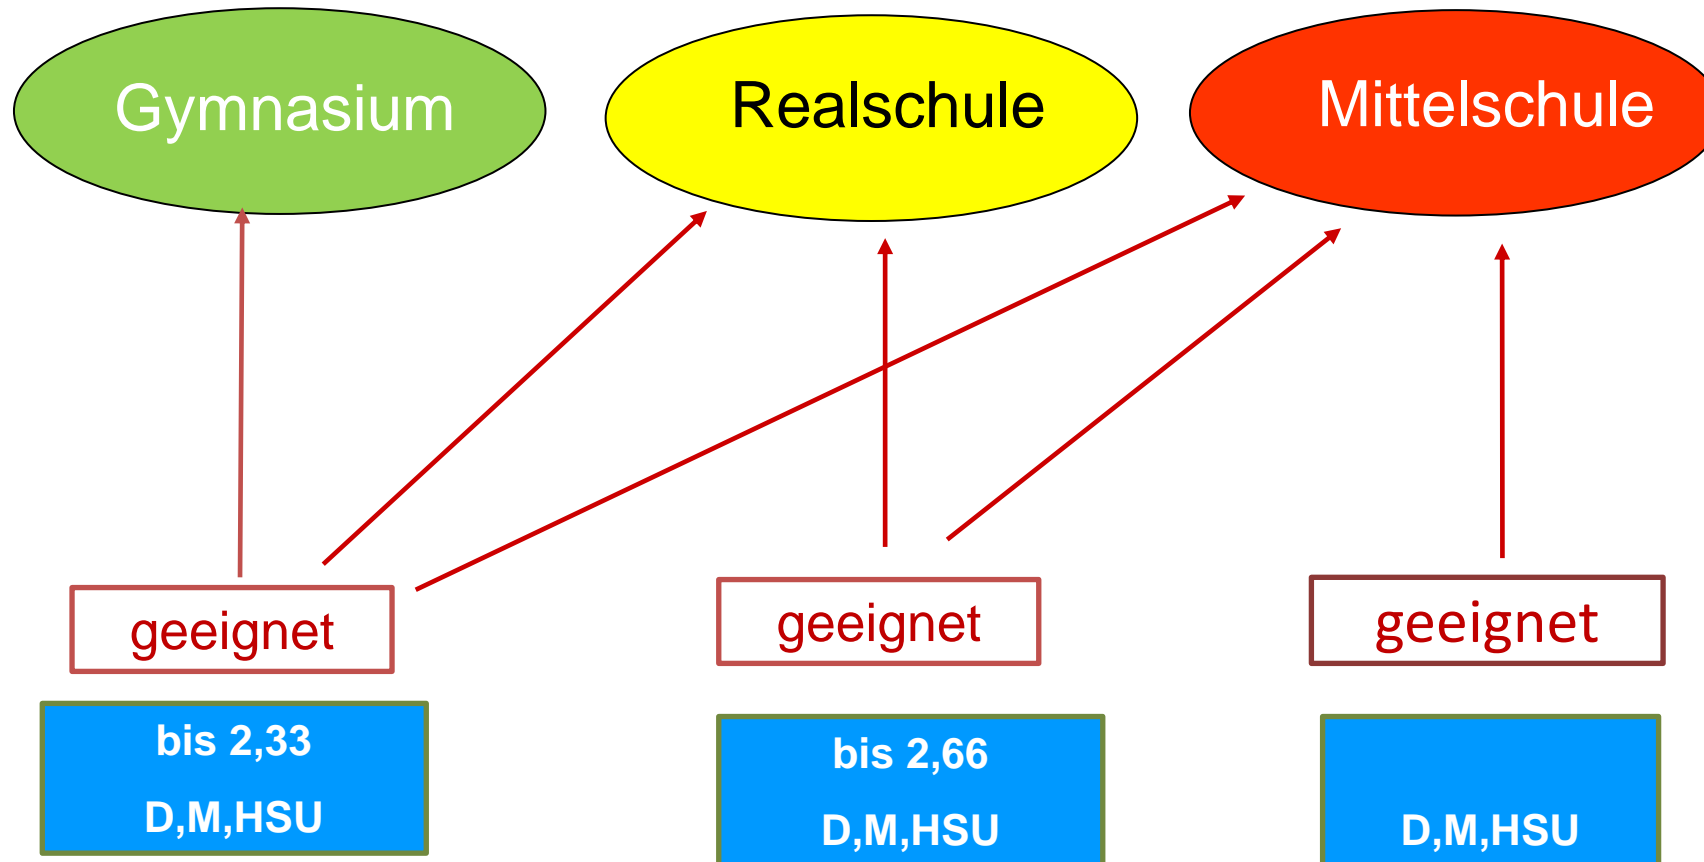 Gymnasium
Realschule
Mittelschule
geeignet
geeignet
geeignet
bis 2,33
D,M,HSU
bis 2,66
D,M,HSU
D,M,HSU